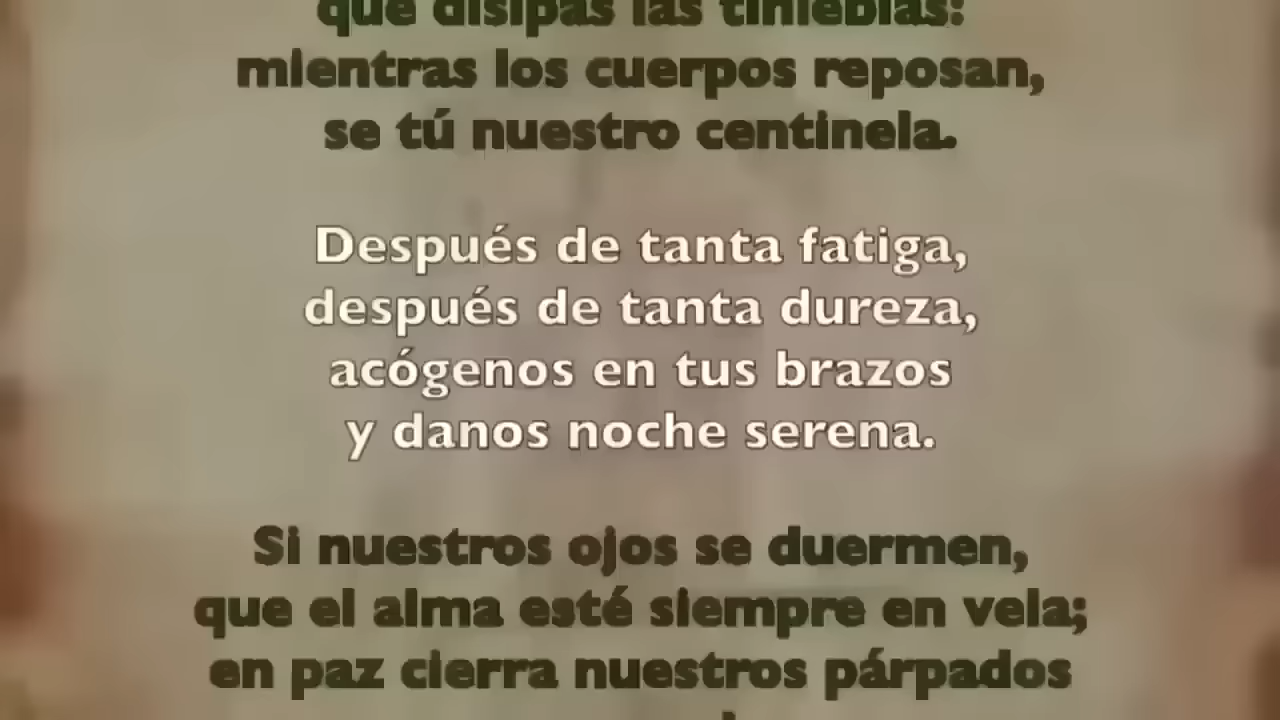 que disipas las tinieblas:
mientras los cuerpos reposan,
se tú nuestro centinela.
Después de tanta fatiga,
después de tanta dureza,
acógenos en tus brazos
y danos noche serena.
Si nuestros ojos se duermen,
que el alma esté siempre en vela;
en paz cierra nuestros párpados